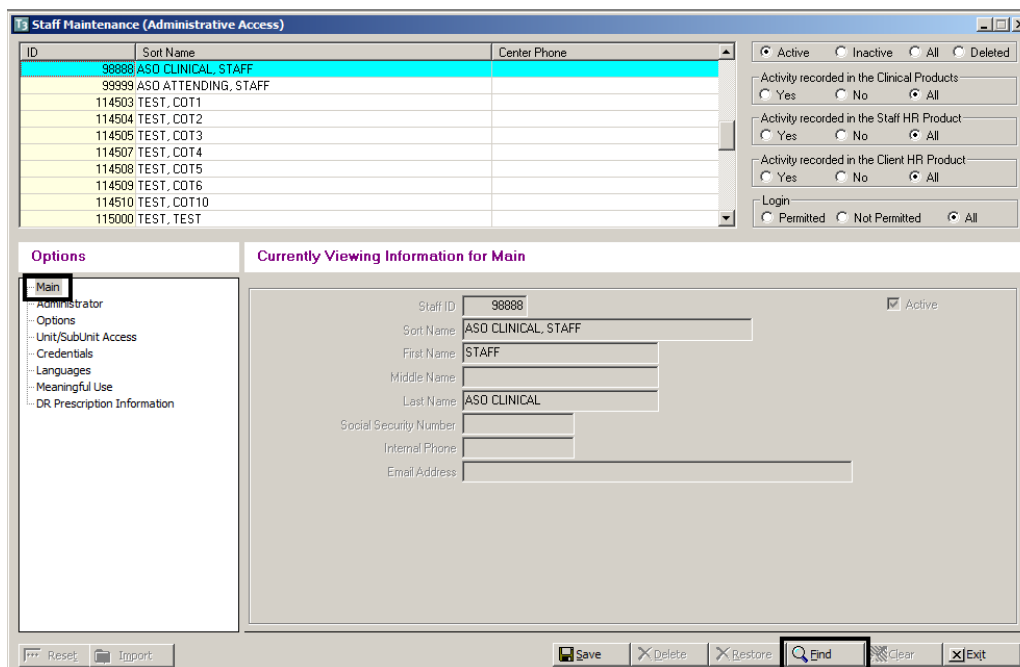 T3 Staff Maintenance (Administrative Access)
ID Sort Name Center Phone
98888 ASO CLINICAL, STAFF
99999 ASO ATTENDING, STAFF
114503 TEST, COT1
114504 TEST, COT2
114505 TEST, COT3
114507 TEST, COT4
114508 TEST, COT5
114509 TEST, COT6
114510 TEST, COT10
115000 TEST, TEST
Active Inactive All Deleted
Activity recorded in the Clinical Products
Yes No All
Activity recorded in the Staff HR Product
Yes No All
Activity recorded in the Client HR Product
Yes No All
Login
Permitted Not Permitted All
Options
Main
Administrator
Options
Unit/SubUnit Access
Credentials
Languages
Meaningful Use
DR Prescription Information
Currently Viewing Information for Main
Staff ID 98888 Active
Sort Name ASO CLINICAL, STAFF
First Name STAFF
Middle Name
Last Name ASO CLINICAL
Social Security Number
Internal Phone
Email Address
Reset Import Save Delete Restore Find Clear Exit